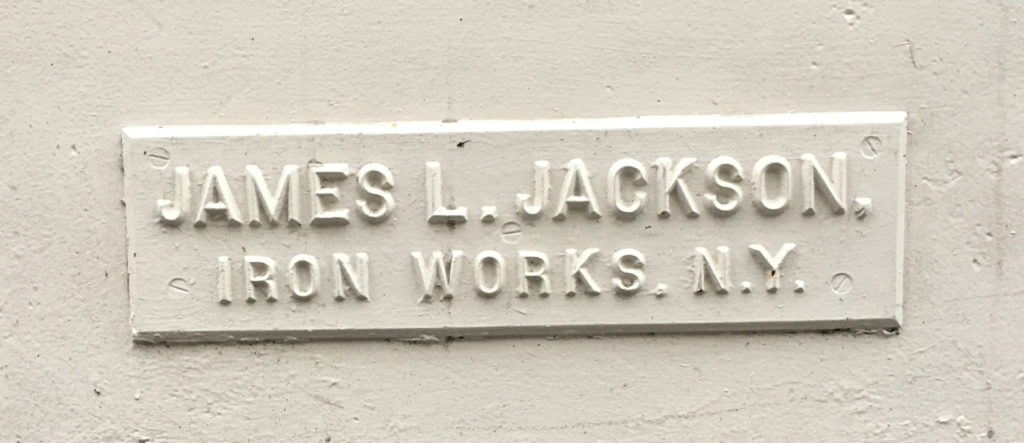 JAMES L. JACKSON.
IRON WORKS. N.Y.